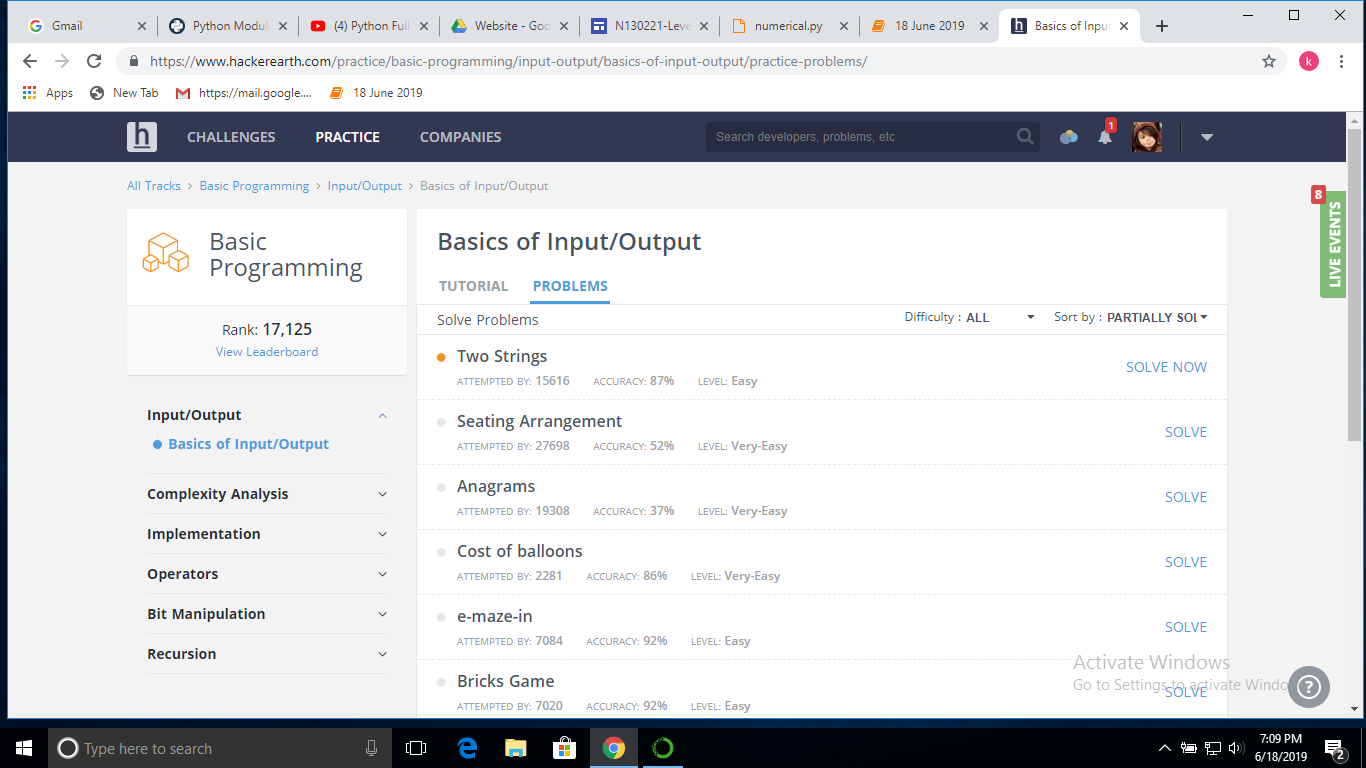 Gmail
Python Modul
(4) Python Full
Website - Goo
N130221-Leve
numerical.py
18 June 2019
Basics of Input
https://www.hackerearth.com/practice/basic-programming/input-output/basics-of-input-output/practice-problems/
k
Apps
New Tab
https://mail.google....
18 June 2019
h
CHALLENGES
PRACTICE
COMPANIES
Search developers, problems, etc
1
All Tracks > Basic Programming > Input/Output > Basics of Input/Output
8
LIVE EVENTS
Basic
Programming
Rank: 17,125
View Leaderboard
Input/Output
Basics of Input/Output
Complexity Analysis
Implementation
Operators
Bit Manipulation
Recursion
Basics of Input/Output
TUTORIAL PROBLEMS
Solve Problems
Difficulty : ALL
Sort by : PARTIALLY SOL
Two Strings
ATTEMPTED BY: 15616 ACCURACY: 87% LEVEL: Easy
SOLVE NOW
Seating Arrangement
ATTEMPTED BY: 27698 ACCURACY: 52% LEVEL: Very-Easy
SOLVE
Anagrams
ATTEMPTED BY: 19308 ACCURACY: 37% LEVEL: Very-Easy
SOLVE
Cost of balloons
ATTEMPTED BY: 2281 ACCURACY: 86% LEVEL: Very-Easy
SOLVE
e-maze-in
ATTEMPTED BY: 7084 ACCURACY: 92% LEVEL: Easy
SOLVE
Bricks Game
ATTEMPTED BY: 7020 ACCURACY: 92% LEVEL: Easy
SOLVE
Activate Windows
Go to Settings to activate Windo
?
Type here to search
7:09 PM
6/18/2019
2